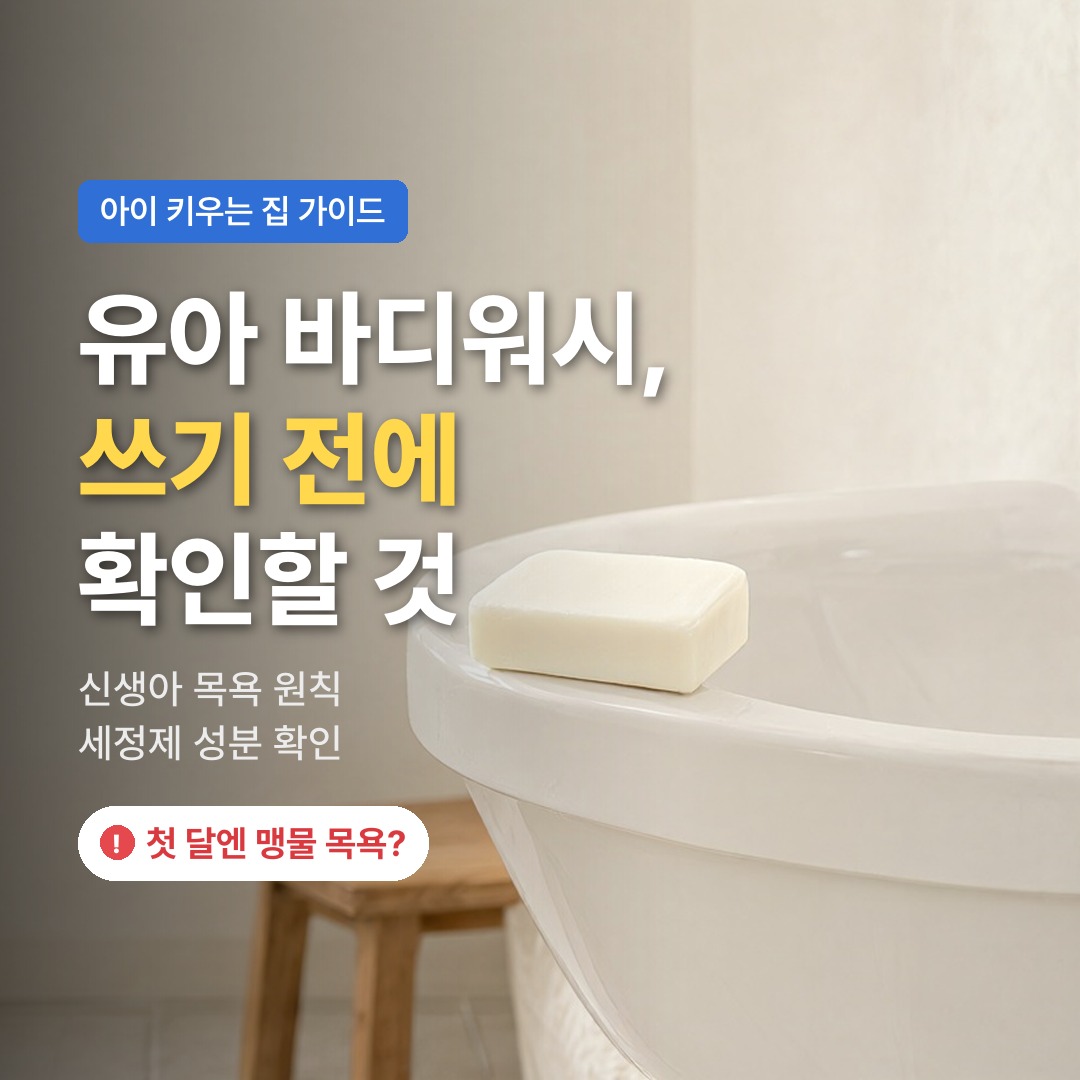 아이 키우는 집 가이드
유아 바디워시,
쓰기 전에
확인할 것
신생아 목욕 원칙
세정제 성분 확인
! 첫 달엔 맹물 목욕?